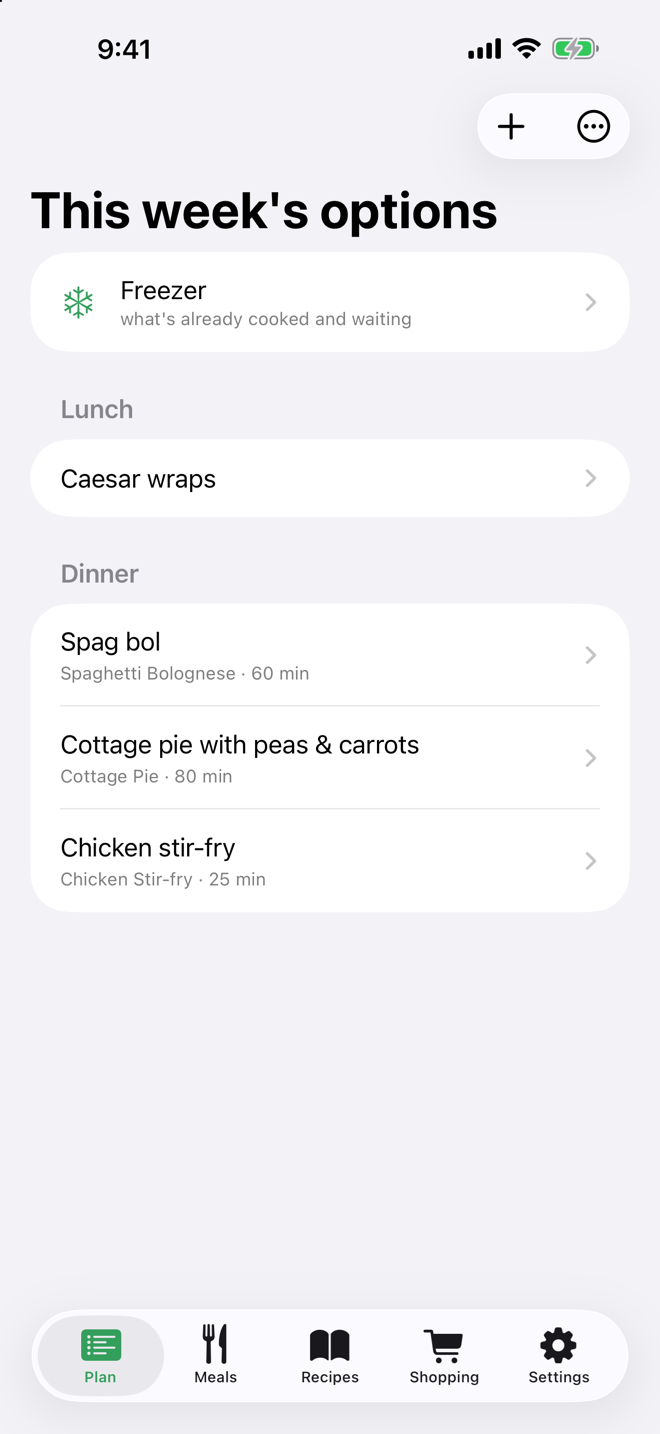 9:41
This week's options
Freezer
what's already cooked and waiting
Lunch
Caesar wraps
Dinner
Spag bol
Spaghetti Bolognese · 60 min
Cottage pie with peas & carrots
Cottage Pie · 80 min
Chicken stir-fry
Chicken Stir-fry · 25 min
Plan
Meals
Recipes
Shopping
Settings